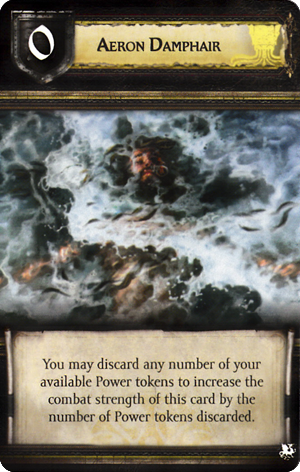 0
Aeron Damphair
You may discard any number of your
available Power tokens to increase the
combat strength of this card by the
number of Power tokens discarded.